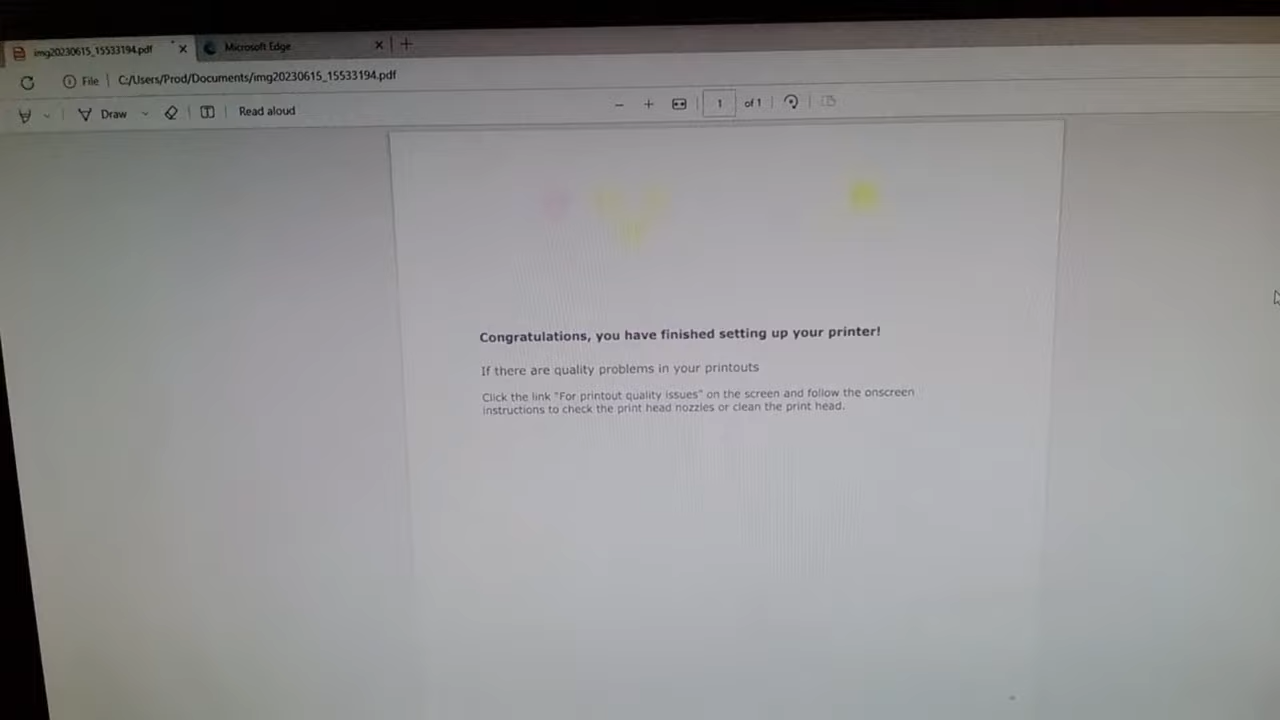 img20230615_15533194.pdf
Microsoft Edge
File
C:/Users/Prod/Documents/img20230615_15533194.pdf
Draw
Read aloud
1
of 1
Congratulations, you have finished setting up your printer!
If there are quality problems in your printouts
Click the link "For printout quality issues" on the screen and follow the onscreen
instructions to check the print head nozzles or clean the print head.